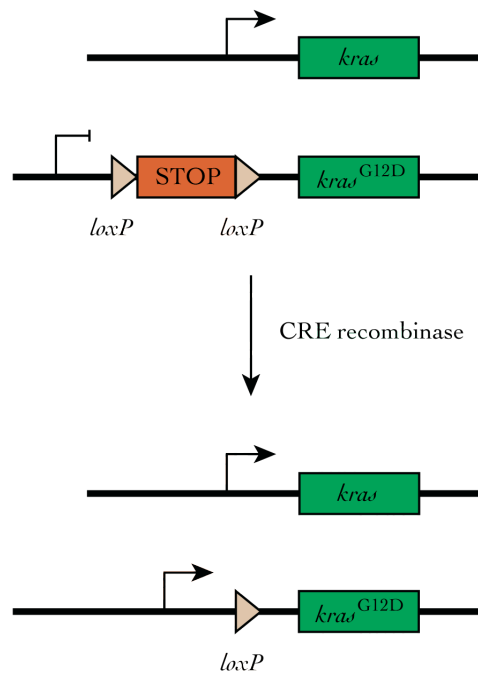 kras
STOP
kras^G12D
loxP
loxP
CRE recombinase
kras
kras^G12D
loxP